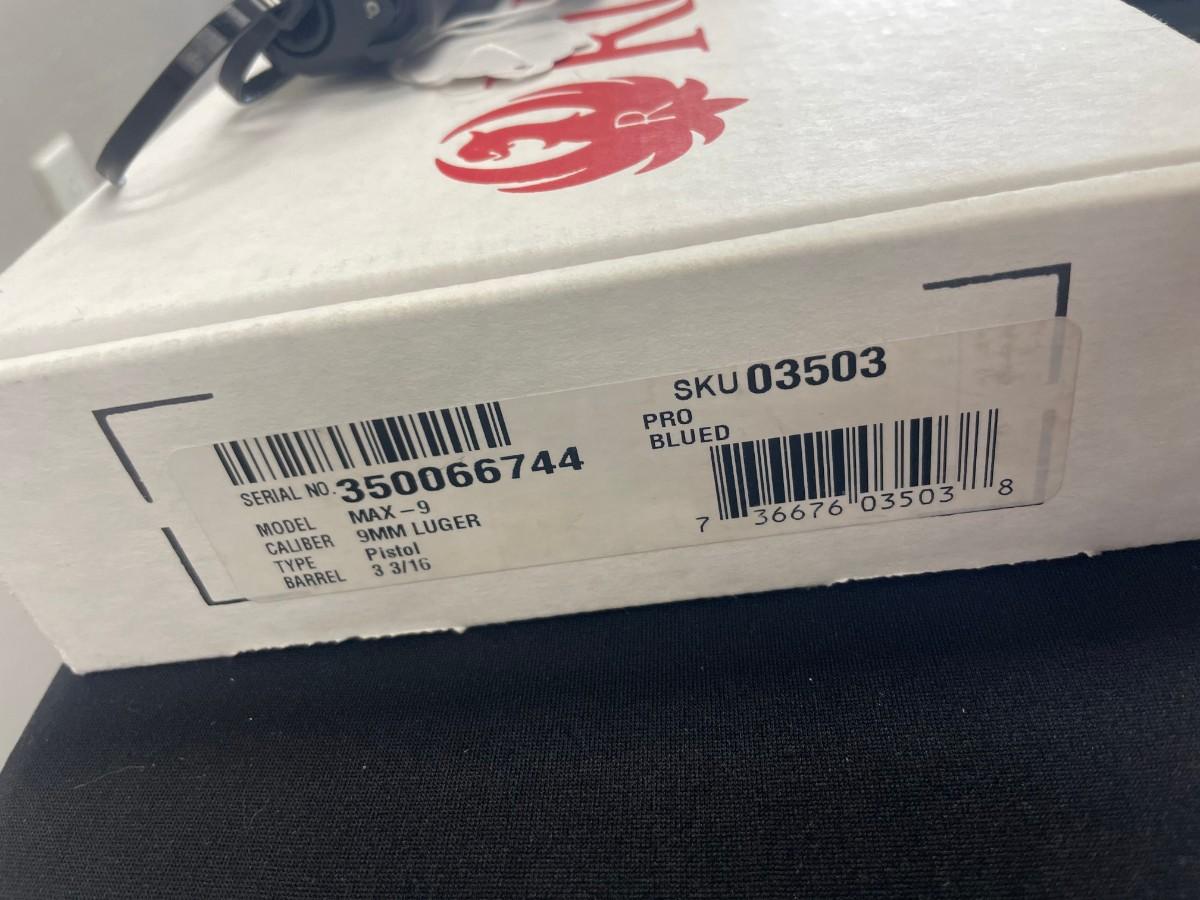 R
SERIAL NO. 350066744
MODEL MAX-9
CALIBER 9MM LUGER
TYPE Pistol
BARREL 3 3/16
SKU 03503
PRO
BLUED
7 36676 03503 8